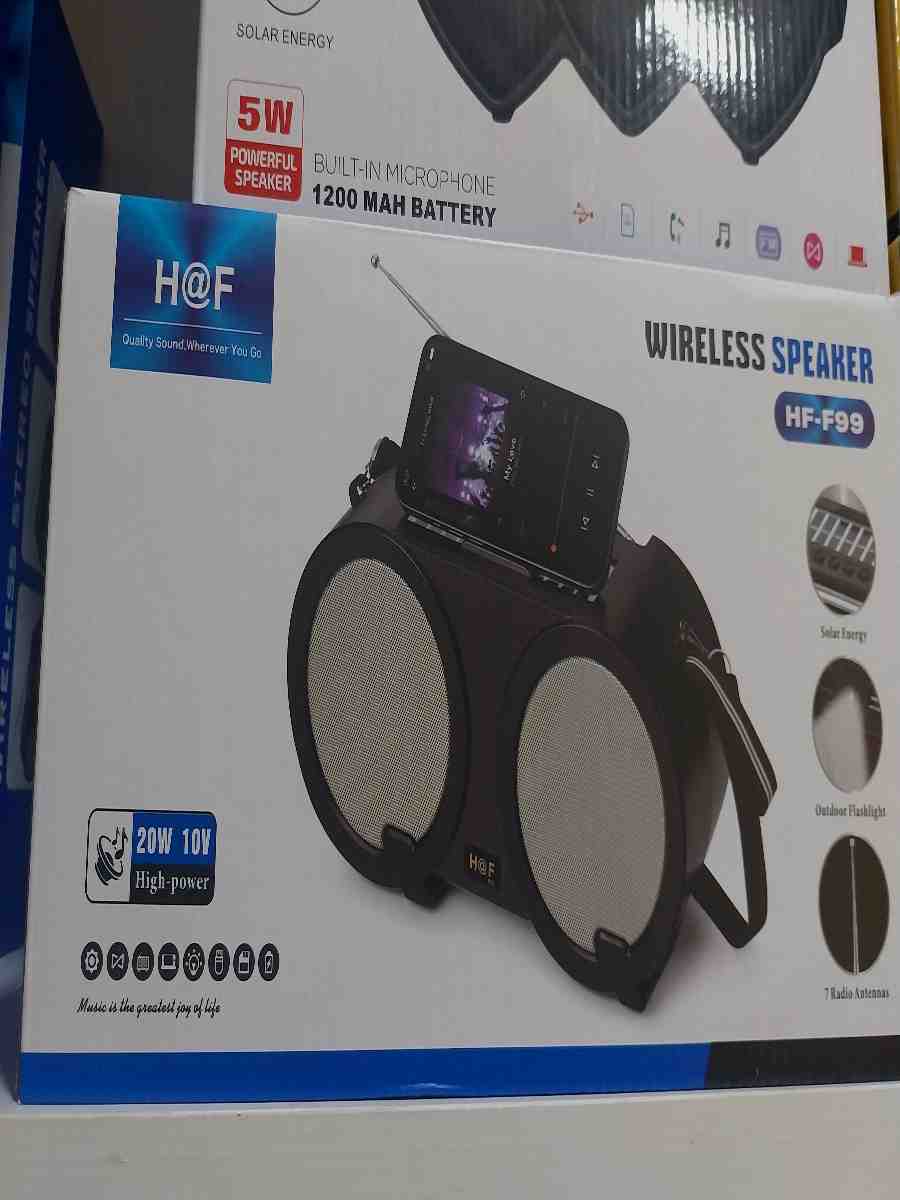 SOLAR ENERGY
5W
POWERFUL
SPEAKER
BUILT-IN MICROPHONE
1200 MAH BATTERY
WIRELESS STEREO SPEAKER
H@F
Quality Sound,Wherever You Go
WIRELESS SPEAKER
HF-F99
My Love
Solar Energy
Outdoor Flashlight
7 Radio Antennas
H@F
20W 10V
High-power
Music is the greatest joy of life